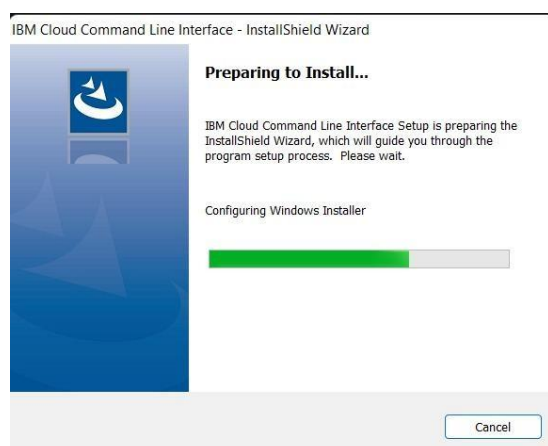 IBM Cloud Command Line Interface - InstallShield Wizard
Preparing to Install...
IBM Cloud Command Line Interface Setup is preparing the
InstallShield Wizard, which will guide you through the
program setup process. Please wait.
Configuring Windows Installer
Cancel